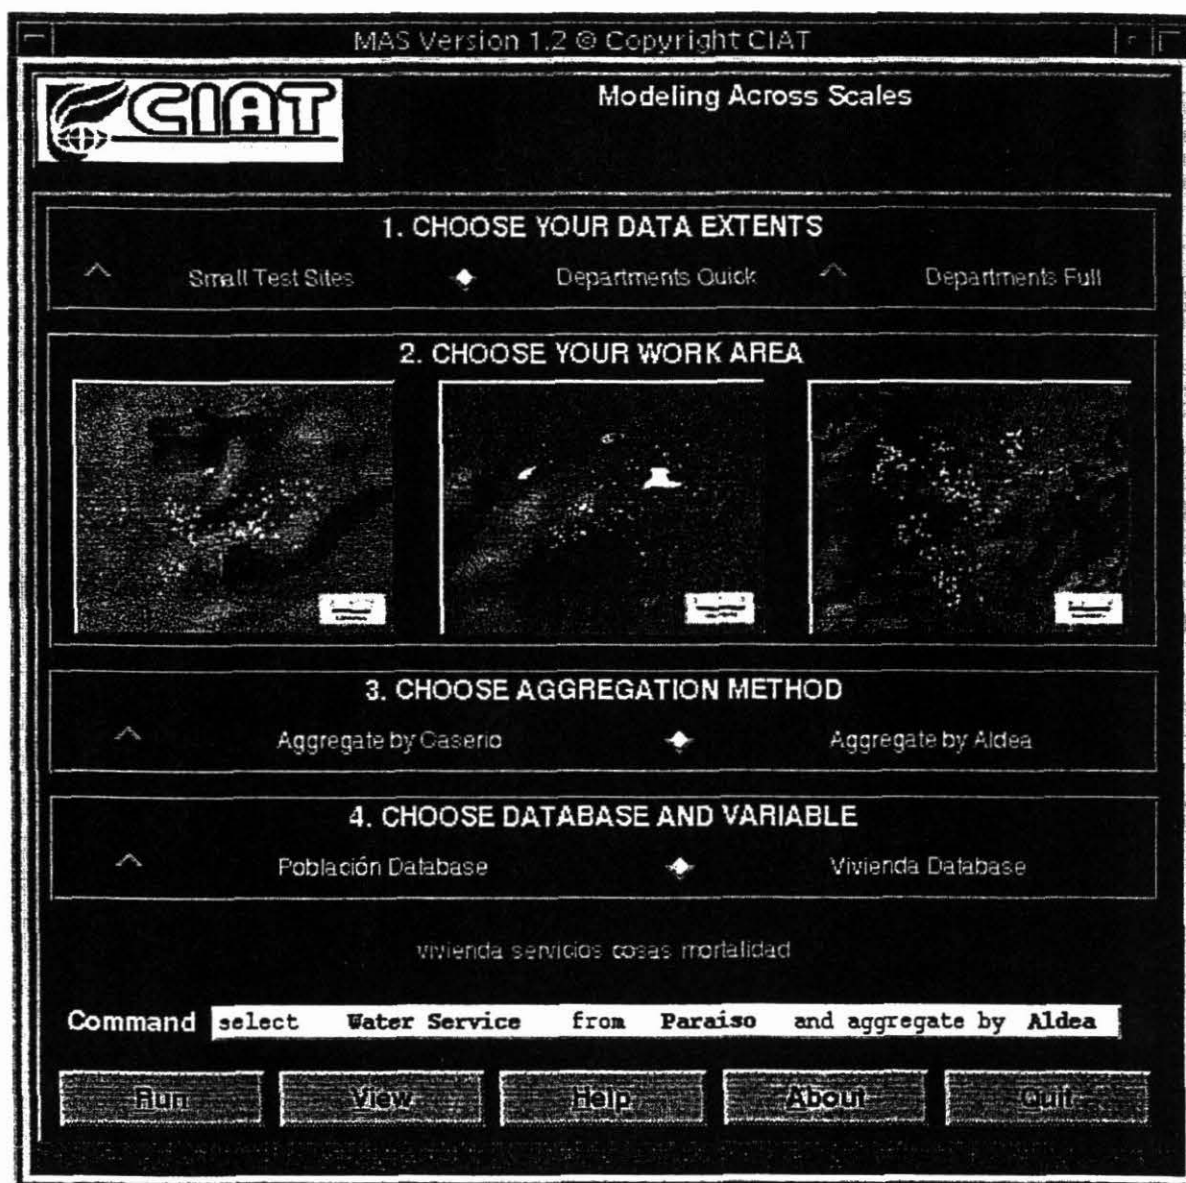 MAS Version 1.2 © Copyright CIAT
CIAT
Modeling Across Scales
1. CHOOSE YOUR DATA EXTENTS
Small Test Sites Departments Quick Departments Full
2. CHOOSE YOUR WORK AREA
3. CHOOSE AGGREGATION METHOD
Aggregate by Caserio Aggregate by Aldea
4. CHOOSE DATABASE AND VARIABLE
Población Database Vivienda Database
vivienda servicios cosas mortalidad
Command select Water Service from Paraiso and aggregate by Aldea
Run View Help About Quit